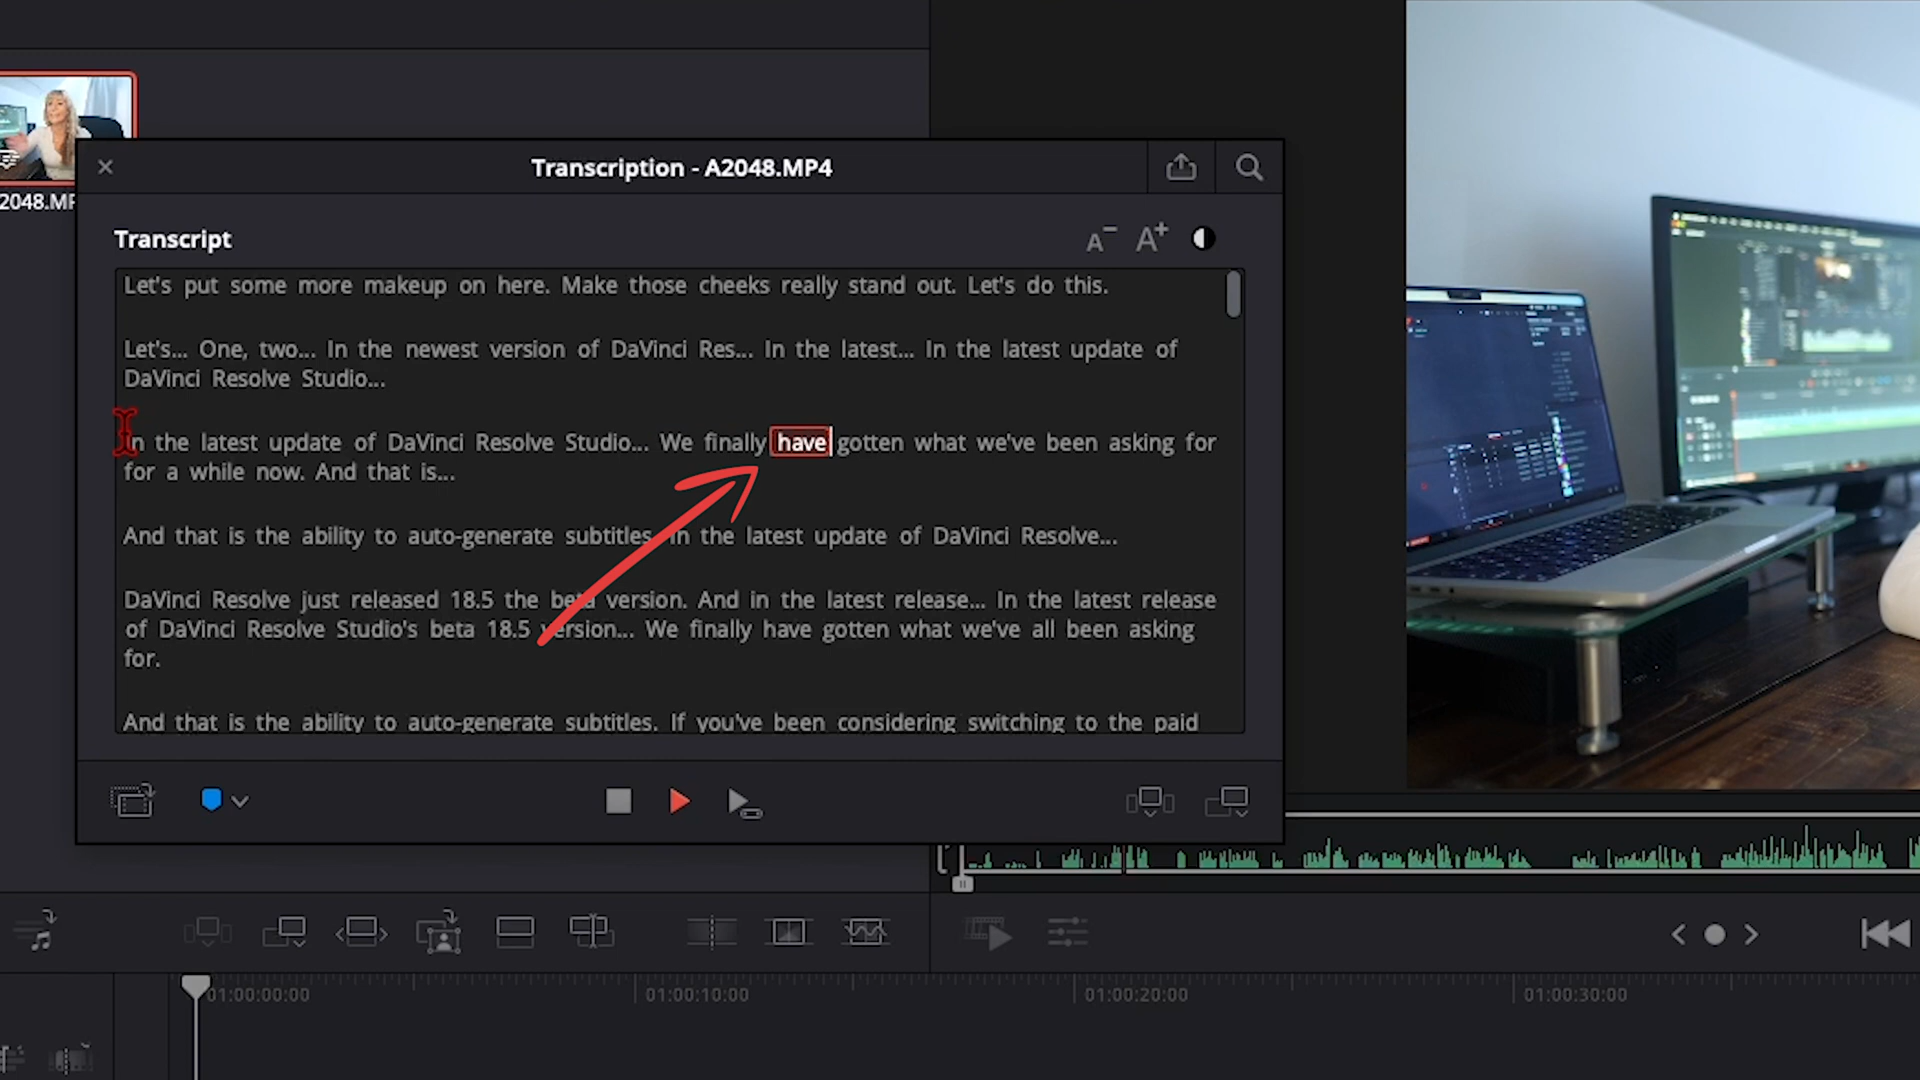 Transcription - A2048.MP4
2048.MP
Transcript
A− A+
Let's put some more makeup on here. Make those cheeks really stand out. Let's do this.
Let's... One, two... In the newest version of DaVinci Res... In the latest... In the latest update of
DaVinci Resolve Studio...
In the latest update of DaVinci Resolve Studio... We finally have gotten what we've been asking for
for a while now. And that is...
And that is the ability to auto-generate subtitles. In the latest update of DaVinci Resolve...
DaVinci Resolve just released 18.5 the beta version. And in the latest release... In the latest release
of DaVinci Resolve Studio's beta 18.5 version... We finally have gotten what we've all been asking
for.
And that is the ability to auto-generate subtitles. If you've been considering switching to the paid
01:00:00:00 01:00:10:00 01:00:20:00 01:00:30:00